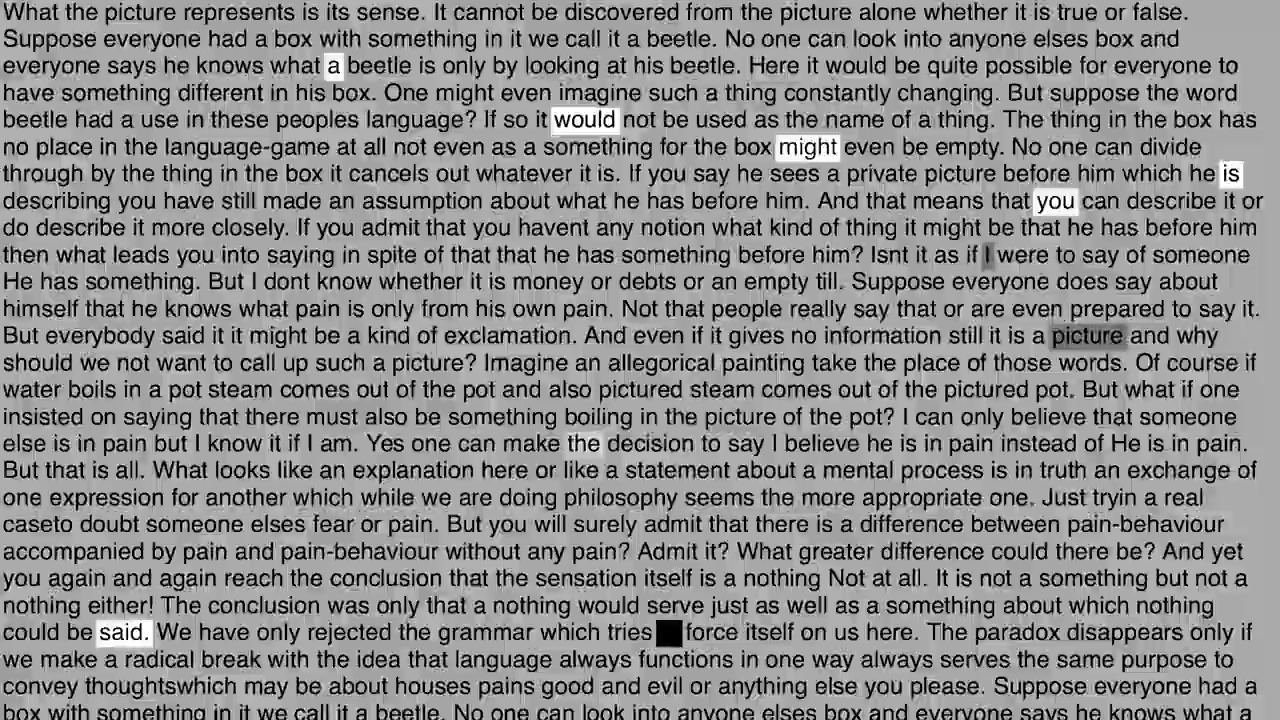 What the picture represents is its sense. It cannot be discovered from the picture alone whether it is true or false.
Suppose everyone had a box with something in it we call it a beetle. No one can look into anyone elses box and
everyone says he knows what a beetle is only by looking at his beetle. Here it would be quite possible for everyone to
have something different in his box. One might even imagine such a thing constantly changing. But suppose the word
beetle had a use in these peoples language? If so it would not be used as the name of a thing. The thing in the box has
no place in the language-game at all not even as a something for the box might even be empty. No one can divide
through by the thing in the box it cancels out whatever it is. If you say he sees a private picture before him which he is
describing you have still made an assumption about what he has before him. And that means that you can describe it or
do describe it more closely. If you admit that you havent any notion what kind of thing it might be that he has before him
then what leads you into saying in spite of that that he has something before him? Isnt it as if I were to say of someone
He has something. But I dont know whether it is money or debts or an empty till. Suppose everyone does say about
himself that he knows what pain is only from his own pain. Not that people really say that or are even prepared to say it.
But everybody said it it might be a kind of exclamation. And even if it gives no information still it is a picture and why
should we not want to call up such a picture? Imagine an allegorical painting take the place of those words. Of course if
water boils in a pot steam comes out of the pot and also pictured steam comes out of the pictured pot. But what if one
insisted on saying that there must also be something boiling in the picture of the pot? I can only believe that someone
else is in pain but I know it if I am. Yes one can make the decision to say I believe he is in pain instead of He is in pain.
But that is all. What looks like an explanation here or like a statement about a mental process is in truth an exchange of
one expression for another which while we are doing philosophy seems the more appropriate one. Just tryin a real
caseto doubt someone elses fear or pain. But you will surely admit that there is a difference between pain-behaviour
accompanied by pain and pain-behaviour without any pain? Admit it? What greater difference could there be? And yet
you again and again reach the conclusion that the sensation itself is a nothing Not at all. It is not a something but not a
nothing either! The conclusion was only that a nothing would serve just as well as a something about which nothing
could be said. We have only rejected the grammar which tries force itself on us here. The paradox disappears only if
we make a radical break with the idea that language always functions in one way always serves the same purpose to
convey thoughtswhich may be about houses pains good and evil or anything else you please. Suppose everyone had a
box with something in it we call it a beetle. No one can look into anyone elses box and everyone says he knows what a